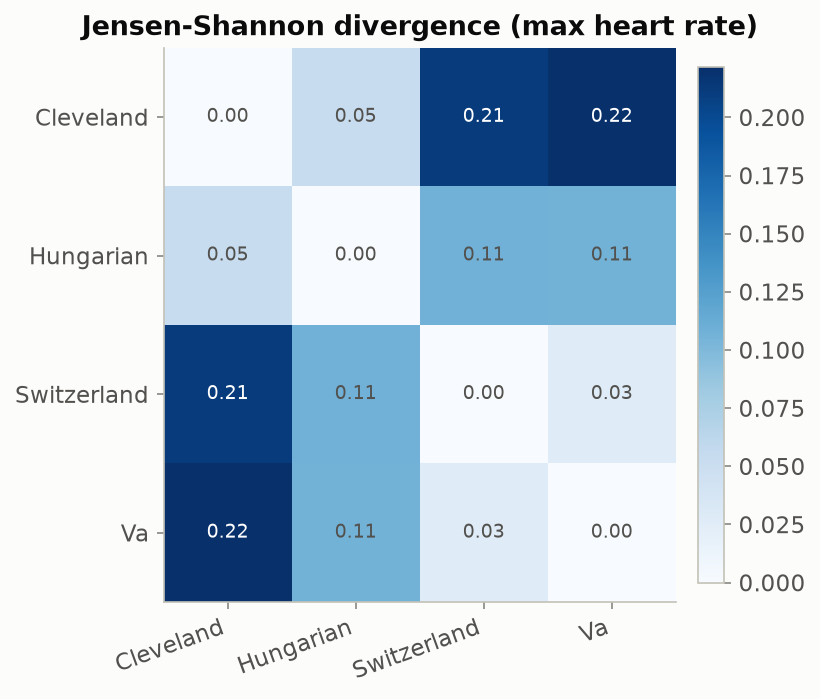 Jensen-Shannon divergence (max heart rate)
Cleveland 0.00 0.05 0.21 0.22
Hungarian 0.05 0.00 0.11 0.11
Switzerland 0.21 0.11 0.00 0.03
Va 0.22 0.11 0.03 0.00
Cleveland Hungarian Switzerland Va
0.200
0.175
0.150
0.125
0.100
0.075
0.050
0.025
0.000